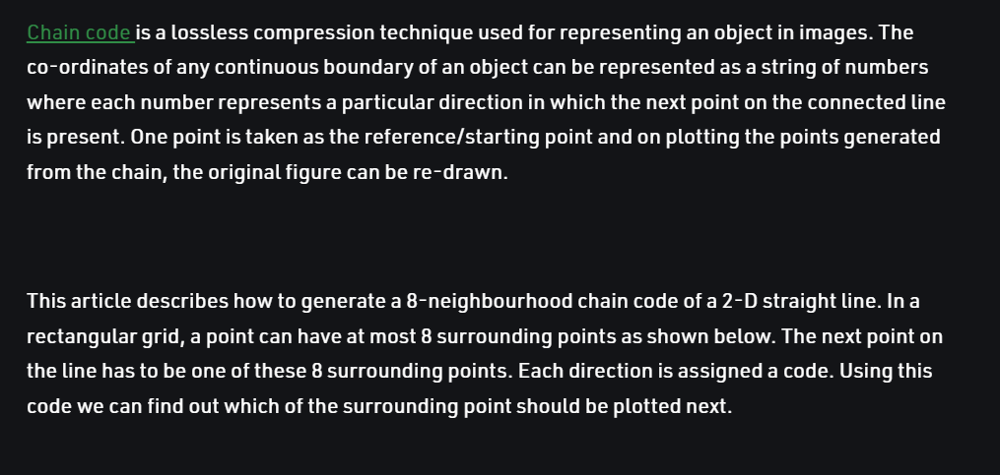 Chain code is a lossless compression technique used for representing an object in images. The
co-ordinates of any continuous boundary of an object can be represented as a string of numbers
where each number represents a particular direction in which the next point on the connected line
is present. One point is taken as the reference/starting point and on plotting the points generated
from the chain, the original figure can be re-drawn.
This article describes how to generate a 8-neighbourhood chain code of a 2-D straight line. In a
rectangular grid, a point can have at most 8 surrounding points as shown below. The next point on
the line has to be one of these 8 surrounding points. Each direction is assigned a code. Using this
code we can find out which of the surrounding point should be plotted next.